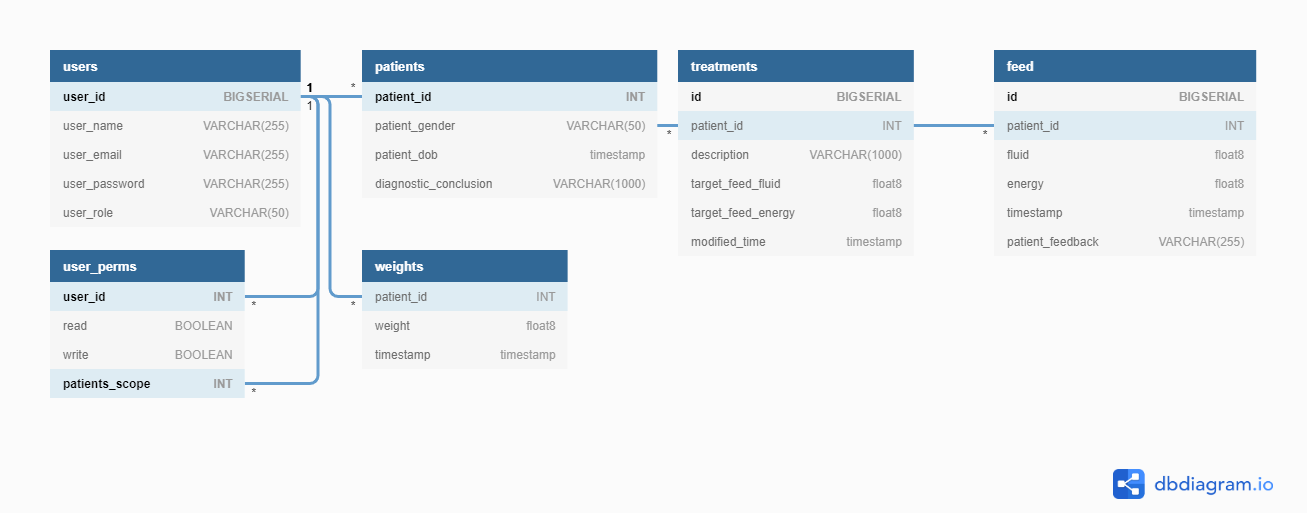 users
user_id BIGSERIAL
user_name VARCHAR(255)
user_email VARCHAR(255)
user_password VARCHAR(255)
user_role VARCHAR(50)
1
1
*
patients
patient_id INT
patient_gender VARCHAR(50)
patient_dob timestamp
diagnostic_conclusion VARCHAR(1000)
*
treatments
id BIGSERIAL
patient_id INT
description VARCHAR(1000)
target_feed_fluid float8
target_feed_energy float8
modified_time timestamp
*
feed
id BIGSERIAL
patient_id INT
fluid float8
energy float8
timestamp timestamp
patient_feedback VARCHAR(255)
user_perms
user_id INT
read BOOLEAN
write BOOLEAN
patients_scope INT
*
*
*
weights
patient_id INT
weight float8
timestamp timestamp
dbdiagram.io